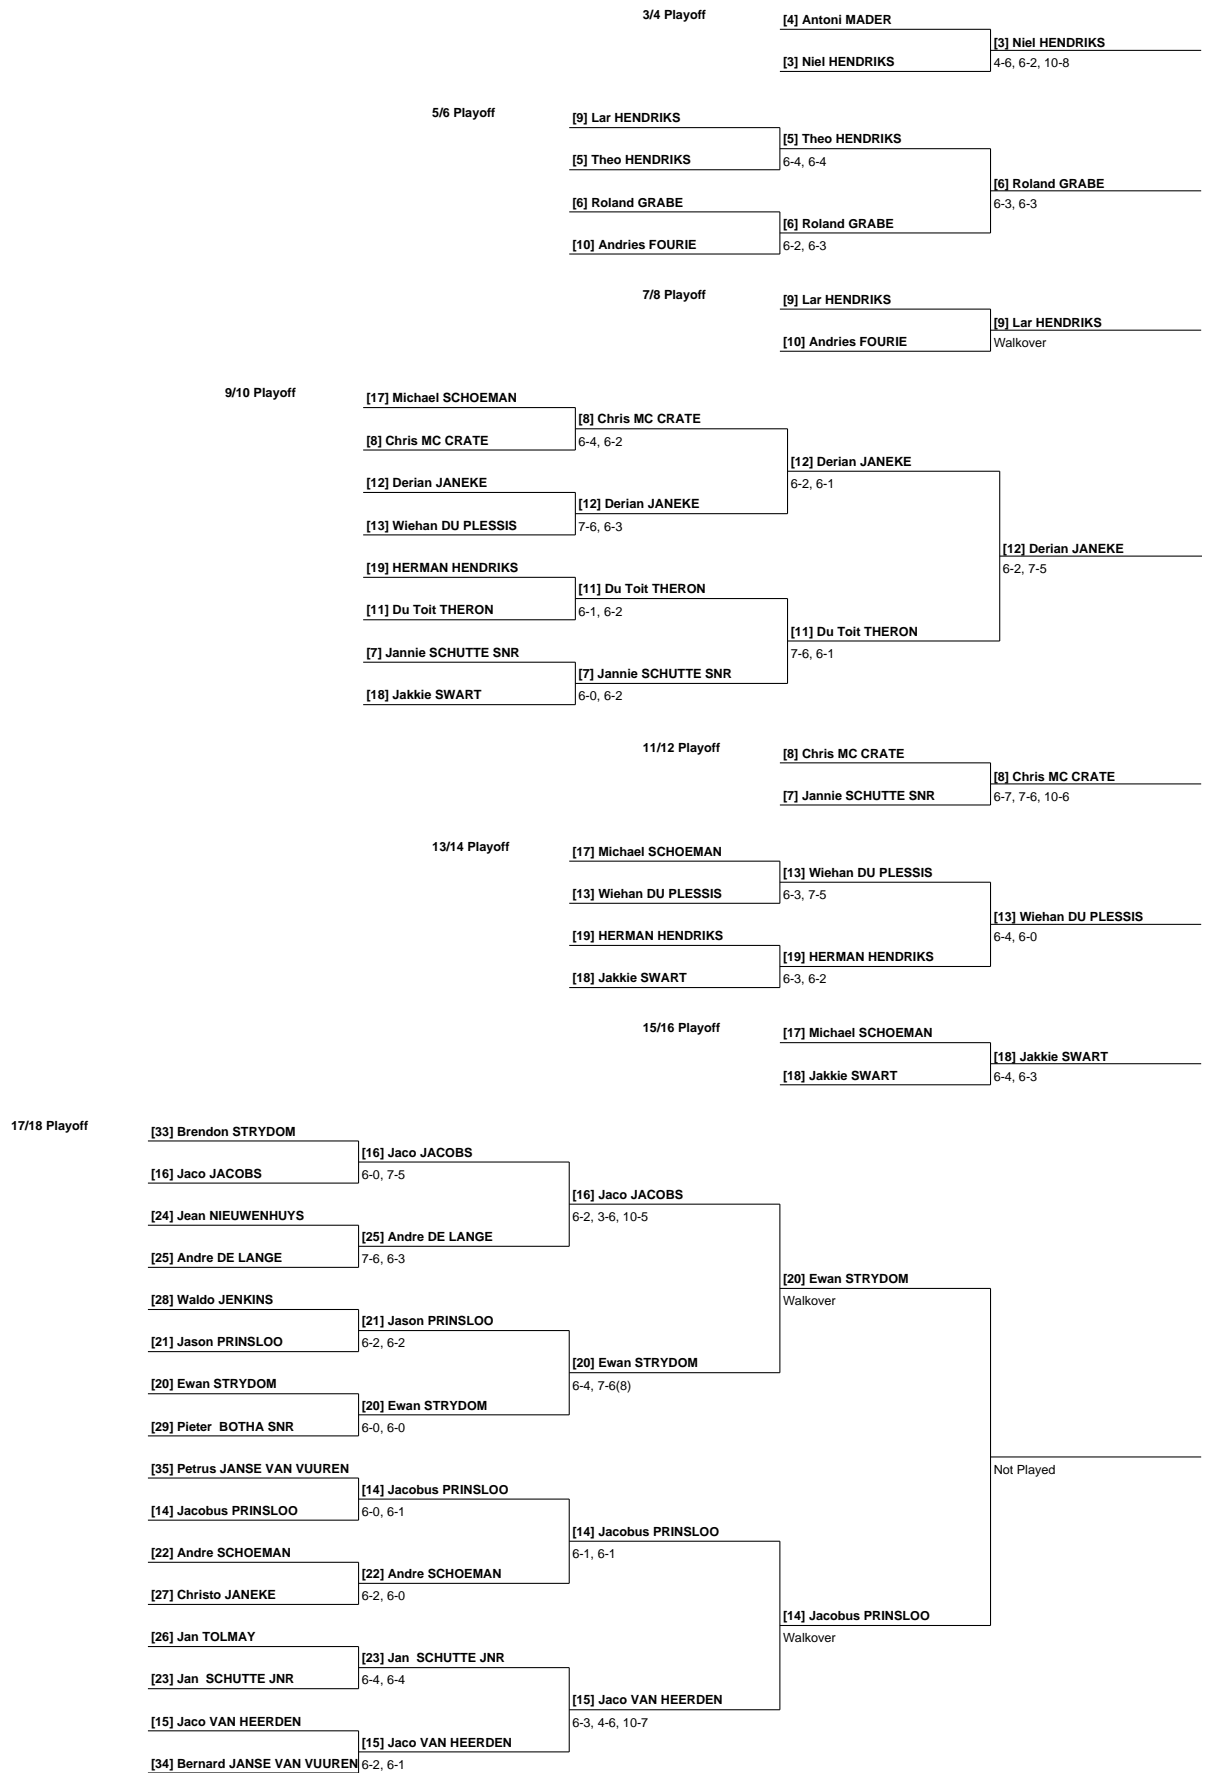 3/4 Playoff
[4] Antoni MADER
[3] Niel HENDRIKS
[3] Niel HENDRIKS
4-6, 6-2, 10-8
5/6 Playoff
[9] Lar HENDRIKS
[5] Theo HENDRIKS
[5] Theo HENDRIKS
6-4, 6-4
[6] Roland GRABE
6-3, 6-3
[6] Roland GRABE
[6] Roland GRABE
[10] Andries FOURIE
6-2, 6-3
7/8 Playoff
[9] Lar HENDRIKS
[9] Lar HENDRIKS
[10] Andries FOURIE
Walkover
9/10 Playoff
[17] Michael SCHOEMAN
[8] Chris MC CRATE
[8] Chris MC CRATE
6-4, 6-2
[12] Derian JANEKE
6-2, 6-1
[12] Derian JANEKE
[12] Derian JANEKE
[13] Wiehan DU PLESSIS
7-6, 6-3
[12] Derian JANEKE
6-2, 7-5
[19] HERMAN HENDRIKS
[11] Du Toit THERON
[11] Du Toit THERON
6-1, 6-2
[11] Du Toit THERON
7-6, 6-1
[7] Jannie SCHUTTE SNR
[7] Jannie SCHUTTE SNR
[18] Jakkie SWART
6-0, 6-2
11/12 Playoff
[8] Chris MC CRATE
[8] Chris MC CRATE
[7] Jannie SCHUTTE SNR
6-7, 7-6, 10-6
13/14 Playoff
[17] Michael SCHOEMAN
[13] Wiehan DU PLESSIS
[13] Wiehan DU PLESSIS
6-3, 7-5
[13] Wiehan DU PLESSIS
6-4, 6-0
[19] HERMAN HENDRIKS
[19] HERMAN HENDRIKS
[18] Jakkie SWART
6-3, 6-2
15/16 Playoff
[17] Michael SCHOEMAN
[18] Jakkie SWART
[18] Jakkie SWART
6-4, 6-3
17/18 Playoff
[33] Brendon STRYDOM
[16] Jaco JACOBS
[16] Jaco JACOBS
6-0, 7-5
[16] Jaco JACOBS
6-2, 3-6, 10-5
[24] Jean NIEUWENHUYS
[25] Andre DE LANGE
[25] Andre DE LANGE
7-6, 6-3
[20] Ewan STRYDOM
Walkover
[28] Waldo JENKINS
[21] Jason PRINSLOO
[21] Jason PRINSLOO
6-2, 6-2
[20] Ewan STRYDOM
6-4, 7-6(8)
[20] Ewan STRYDOM
[20] Ewan STRYDOM
[29] Pieter  BOTHA SNR
6-0, 6-0
Not Played
[35] Petrus JANSE VAN VUUREN
[14] Jacobus PRINSLOO
[14] Jacobus PRINSLOO
6-0, 6-1
[14] Jacobus PRINSLOO
6-1, 6-1
[22] Andre SCHOEMAN
[22] Andre SCHOEMAN
[27] Christo JANEKE
6-2, 6-0
[14] Jacobus PRINSLOO
Walkover
[26] Jan TOLMAY
[23] Jan  SCHUTTE JNR
[23] Jan  SCHUTTE JNR
6-4, 6-4
[15] Jaco VAN HEERDEN
6-3, 4-6, 10-7
[15] Jaco VAN HEERDEN
[15] Jaco VAN HEERDEN
[34] Bernard JANSE VAN VUUREN
6-2, 6-1